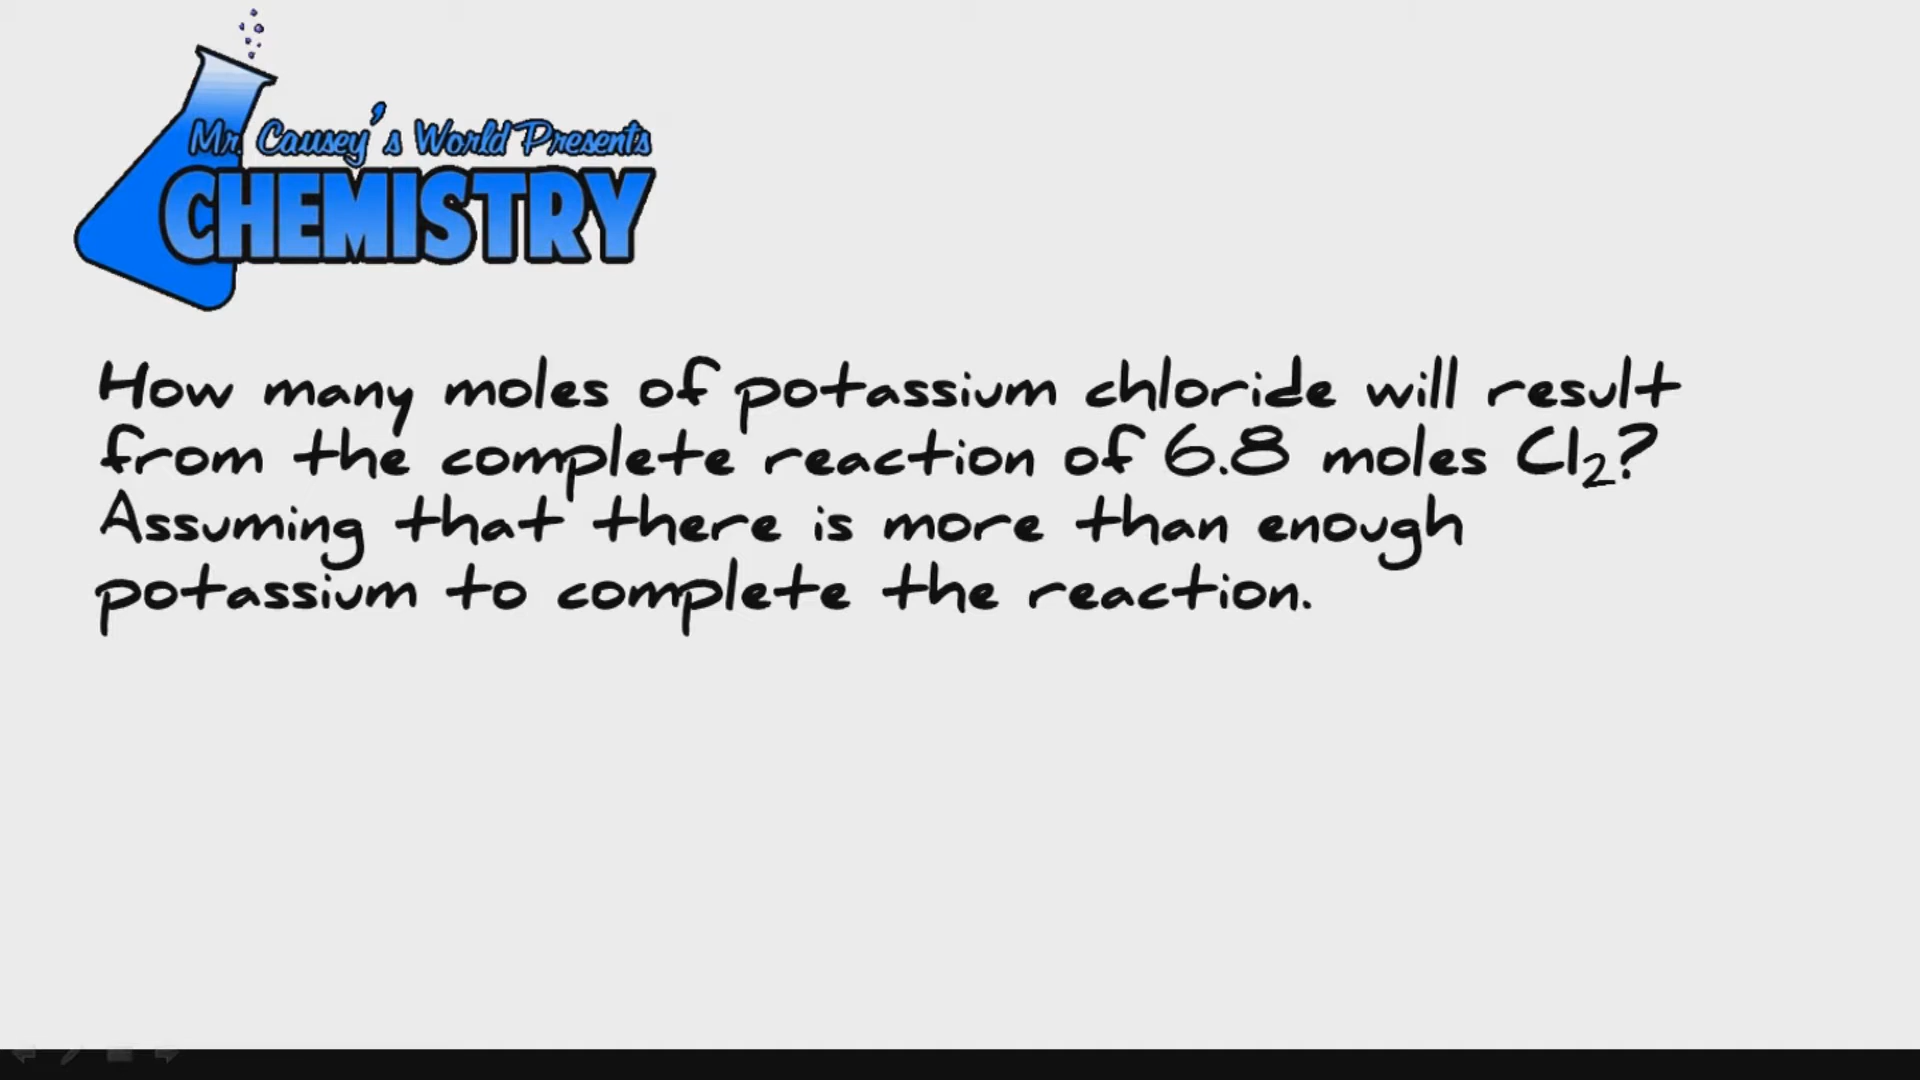 Mr. Causey's World Presents
CHEMISTRY
How many moles of potassium chloride will result
from the complete reaction of 6.8 moles Cl₂?
Assuming that there is more than enough
potassium to complete the reaction.